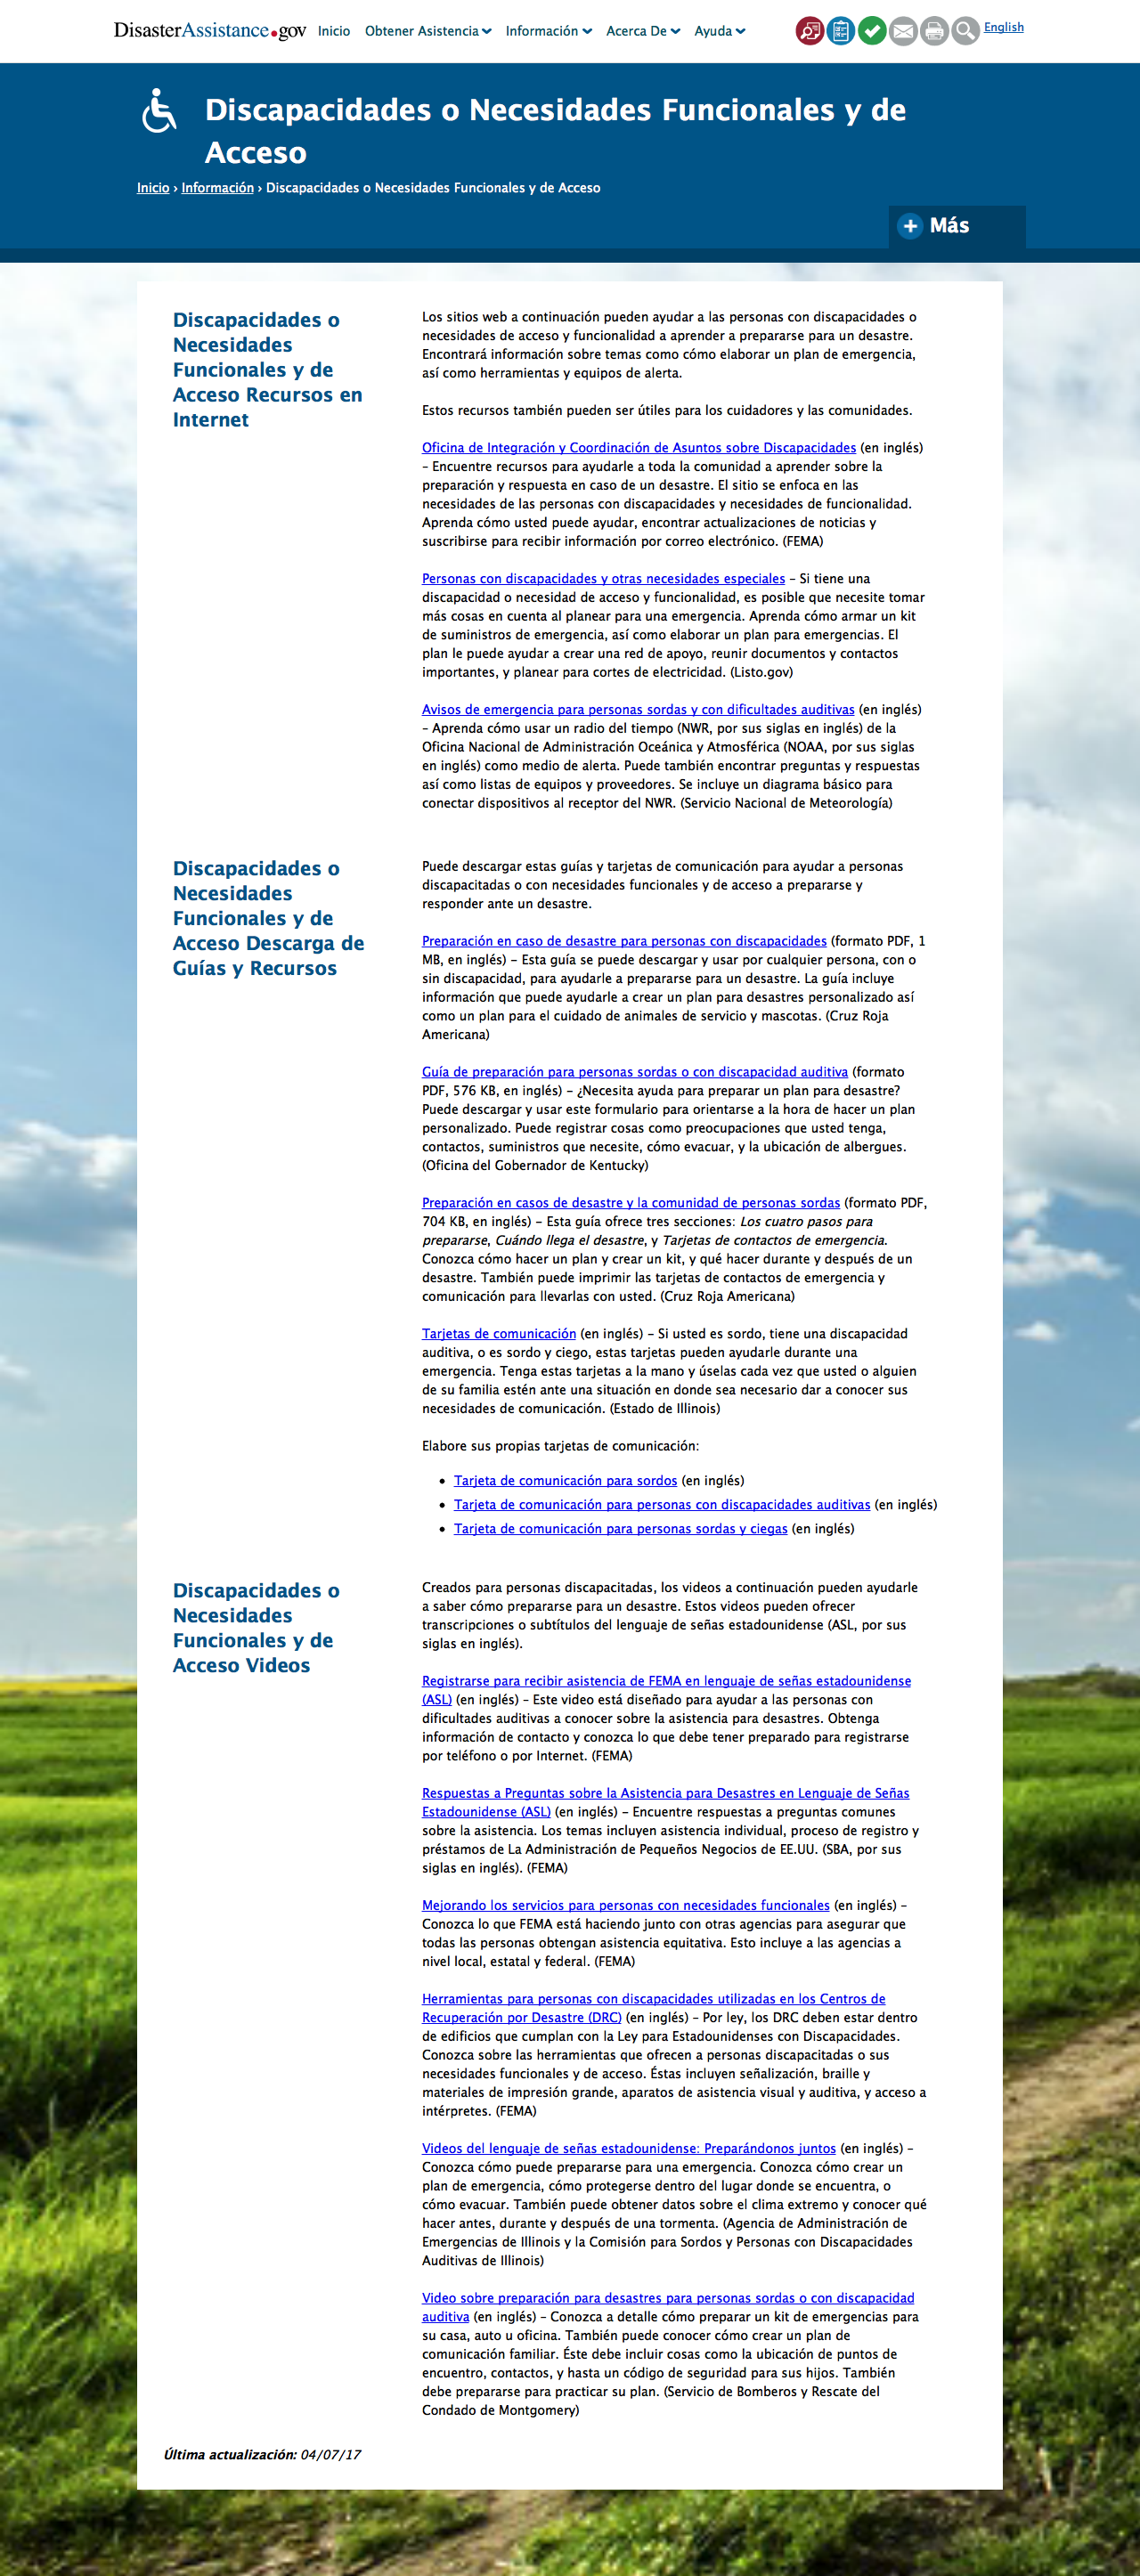 DisasterAssistance.gov Inicio Obtener Asistencia Información Acerca De Ayuda English
Discapacidades o Necesidades Funcionales y de
Acceso
Inicio › Información › Discapacidades o Necesidades Funcionales y de Acceso
Más
Discapacidades o
Necesidades
Funcionales y de
Acceso Recursos en
Internet
Los sitios web a continuación pueden ayudar a las personas con discapacidades o
necesidades de acceso y funcionalidad a aprender a prepararse para un desastre.
Encontrará información sobre temas como cómo elaborar un plan de emergencia,
así como herramientas y equipos de alerta.
Estos recursos también pueden ser útiles para los cuidadores y las comunidades.
Oficina de Integración y Coordinación de Asuntos sobre Discapacidades (en inglés)
– Encuentre recursos para ayudarle a toda la comunidad a aprender sobre la
preparación y respuesta en caso de un desastre. El sitio se enfoca en las
necesidades de las personas con discapacidades y necesidades de funcionalidad.
Aprenda cómo usted puede ayudar, encontrar actualizaciones de noticias y
suscribirse para recibir información por correo electrónico. (FEMA)
Personas con discapacidades y otras necesidades especiales – Si tiene una
discapacidad o necesidad de acceso y funcionalidad, es posible que necesite tomar
más cosas en cuenta al planear para una emergencia. Aprenda cómo armar un kit
de suministros de emergencia, así como elaborar un plan para emergencias. El
plan le puede ayudar a crear una red de apoyo, reunir documentos y contactos
importantes, y planear para cortes de electricidad. (Listo.gov)
Avisos de emergencia para personas sordas y con dificultades auditivas (en inglés)
– Aprenda cómo usar un radio del tiempo (NWR, por sus siglas en inglés) de la
Oficina Nacional de Administración Oceánica y Atmosférica (NOAA, por sus siglas
en inglés) como medio de alerta. Puede también encontrar preguntas y respuestas
así como listas de equipos y proveedores. Se incluye un diagrama básico para
conectar dispositivos al receptor del NWR. (Servicio Nacional de Meteorología)
Discapacidades o
Necesidades
Funcionales y de
Acceso Descarga de
Guías y Recursos
Puede descargar estas guías y tarjetas de comunicación para ayudar a personas
discapacitadas o con necesidades funcionales y de acceso a prepararse y
responder ante un desastre.
Preparación en caso de desastre para personas con discapacidades (formato PDF, 1
MB, en inglés) – Esta guía se puede descargar y usar por cualquier persona, con o
sin discapacidad, para ayudarle a prepararse para un desastre. La guía incluye
información que puede ayudarle a crear un plan para desastres personalizado así
como un plan para el cuidado de animales de servicio y mascotas. (Cruz Roja
Americana)
Guía de preparación para personas sordas o con discapacidad auditiva (formato
PDF, 576 KB, en inglés) – ¿Necesita ayuda para preparar un plan para desastre?
Puede descargar y usar este formulario para orientarse a la hora de hacer un plan
personalizado. Puede registrar cosas como preocupaciones que usted tenga,
contactos, suministros que necesite, cómo evacuar, y la ubicación de albergues.
(Oficina del Gobernador de Kentucky)
Preparación en casos de desastre y la comunidad de personas sordas (formato PDF,
704 KB, en inglés) – Esta guía ofrece tres secciones: Los cuatro pasos para
prepararse, Cuándo llega el desastre, y Tarjetas de contactos de emergencia.
Conozca cómo hacer un plan y crear un kit, y qué hacer durante y después de un
desastre. También puede imprimir las tarjetas de contactos de emergencia y
comunicación para llevarlas con usted. (Cruz Roja Americana)
Tarjetas de comunicación (en inglés) – Si usted es sordo, tiene una discapacidad
auditiva, o es sordo y ciego, estas tarjetas pueden ayudarle durante una
emergencia. Tenga estas tarjetas a la mano y úselas cada vez que usted o alguien
de su familia estén ante una situación en donde sea necesario dar a conocer sus
necesidades de comunicación. (Estado de Illinois)
Elabore sus propias tarjetas de comunicación:
• Tarjeta de comunicación para sordos (en inglés)
• Tarjeta de comunicación para personas con discapacidades auditivas (en inglés)
• Tarjeta de comunicación para personas sordas y ciegas (en inglés)
Discapacidades o
Necesidades
Funcionales y de
Acceso Videos
Creados para personas discapacitadas, los videos a continuación pueden ayudarle
a saber cómo prepararse para un desastre. Estos videos pueden ofrecer
transcripciones o subtítulos del lenguaje de señas estadounidense (ASL, por sus
siglas en inglés).
Registrarse para recibir asistencia de FEMA en lenguaje de señas estadounidense
(ASL) (en inglés) – Este video está diseñado para ayudar a las personas con
dificultades auditivas a conocer sobre la asistencia para desastres. Obtenga
información de contacto y conozca lo que debe tener preparado para registrarse
por teléfono o por Internet. (FEMA)
Respuestas a Preguntas sobre la Asistencia para Desastres en Lenguaje de Señas
Estadounidense (ASL) (en inglés) – Encuentre respuestas a preguntas comunes
sobre la asistencia. Los temas incluyen asistencia individual, proceso de registro y
préstamos de La Administración de Pequeños Negocios de EE.UU. (SBA, por sus
siglas en inglés). (FEMA)
Mejorando los servicios para personas con necesidades funcionales (en inglés) –
Conozca lo que FEMA está haciendo junto con otras agencias para asegurar que
todas las personas obtengan asistencia equitativa. Esto incluye a las agencias a
nivel local, estatal y federal. (FEMA)
Herramientas para personas con discapacidades utilizadas en los Centros de
Recuperación por Desastre (DRC) (en inglés) – Por ley, los DRC deben estar dentro
de edificios que cumplan con la Ley para Estadounidenses con Discapacidades.
Conozca sobre las herramientas que ofrecen a personas discapacitadas o sus
necesidades funcionales y de acceso. Éstas incluyen señalización, braille y
materiales de impresión grande, aparatos de asistencia visual y auditiva, y acceso a
intérpretes. (FEMA)
Videos del lenguaje de señas estadounidense: Preparándonos juntos (en inglés) –
Conozca cómo puede prepararse para una emergencia. Conozca cómo crear un
plan de emergencia, cómo protegerse dentro del lugar donde se encuentra, o
cómo evacuar. También puede obtener datos sobre el clima extremo y conocer qué
hacer antes, durante y después de una tormenta. (Agencia de Administración de
Emergencias de Illinois y la Comisión para Sordos y Personas con Discapacidades
Auditivas de Illinois)
Video sobre preparación para desastres para personas sordas o con discapacidad
auditiva (en inglés) – Conozca a detalle cómo preparar un kit de emergencias para
su casa, auto u oficina. También puede conocer cómo crear un plan de
comunicación familiar. Éste debe incluir cosas como la ubicación de puntos de
encuentro, contactos, y hasta un código de seguridad para sus hijos. También
debe prepararse para practicar su plan. (Servicio de Bomberos y Rescate del
Condado de Montgomery)
Última actualización: 04/07/17